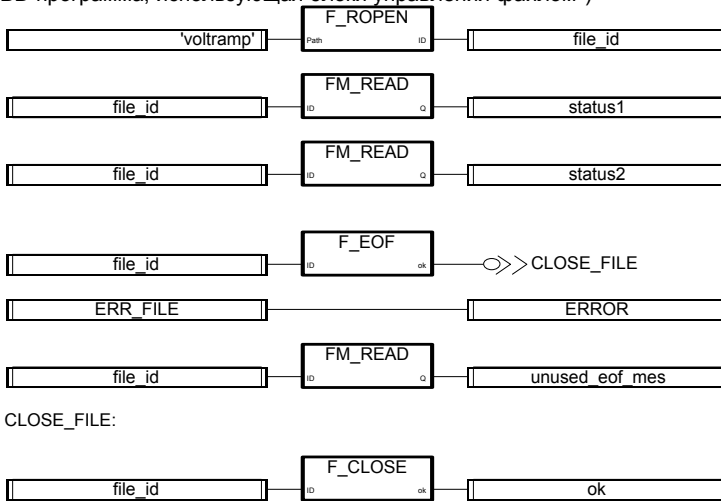 F_ROPEN
'voltramp' Path ID file_id
FM_READ
file_id ID Q status1
FM_READ
file_id ID Q status2
F_EOF
file_id ID ok CLOSE_FILE
ERR_FILE ERROR
FM_READ
file_id ID Q unused_eof_mes
CLOSE_FILE:
F_CLOSE
file_id ID ok ok